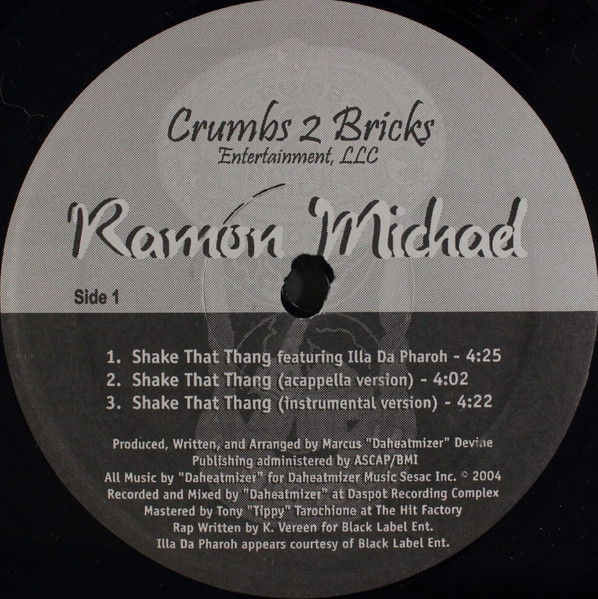 Crumbs 2 Bricks
Entertainment, LLC
Ramon Michael
Side 1
1. Shake That Thang featuring Illa Da Pharoh - 4:25
2. Shake That Thang (acappella version) - 4:02
3. Shake That Thang (instrumental version) - 4:22
Produced, Written, and Arranged by Marcus "Daheatmizer" Devine
Publishing administered by ASCAP/BMI
All Music by "Daheatmizer" for Daheatmizer Music Sesac Inc. © 2004
Recorded and Mixed by "Daheatmizer" at Daspot Recording Complex
Mastered by Tony "Tippy" Tarochione at The Hit Factory
Rap Written by K. Vereen for Black Label Ent.
Illa Da Pharoh appears courtesy of Black Label Ent.